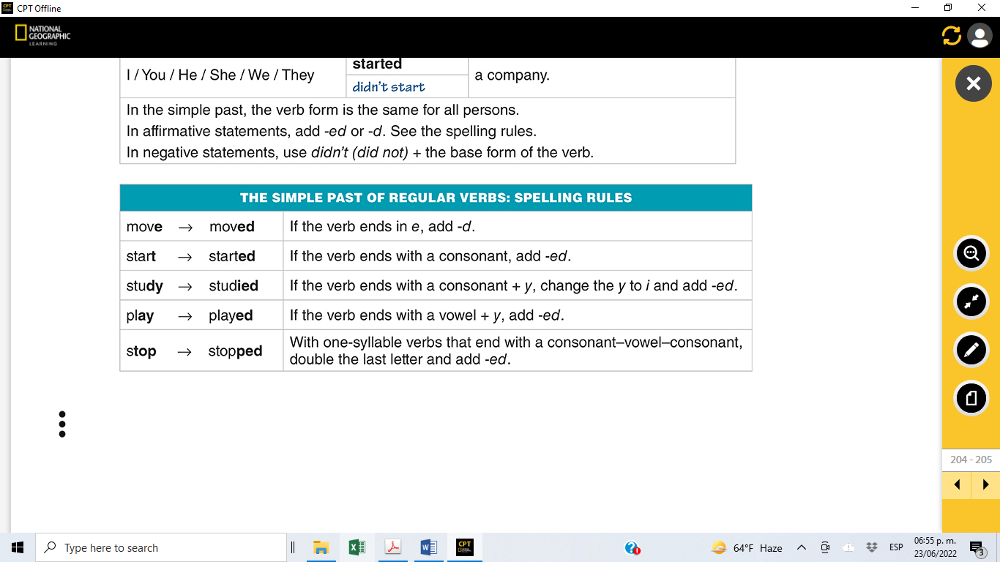 CPT Offline
NATIONAL
GEOGRAPHIC
LEARNING
started
I / You / He / She / We / They
a company.
didn't start
In the simple past, the verb form is the same for all persons.
In affirmative statements, add -ed or -d. See the spelling rules.
In negative statements, use didn't (did not) + the base form of the verb.
THE SIMPLE PAST OF REGULAR VERBS: SPELLING RULES
move → moved If the verb ends in e, add -d.
start → started If the verb ends with a consonant, add -ed.
study → studied If the verb ends with a consonant + y, change the y to i and add -ed.
play → played If the verb ends with a vowel + y, add -ed.
stop → stopped With one-syllable verbs that end with a consonant–vowel–consonant,
double the last letter and add -ed.
204 - 205
Type here to search
CPT
64°F Haze
ESP
06:55 p. m.
23/06/2022
3